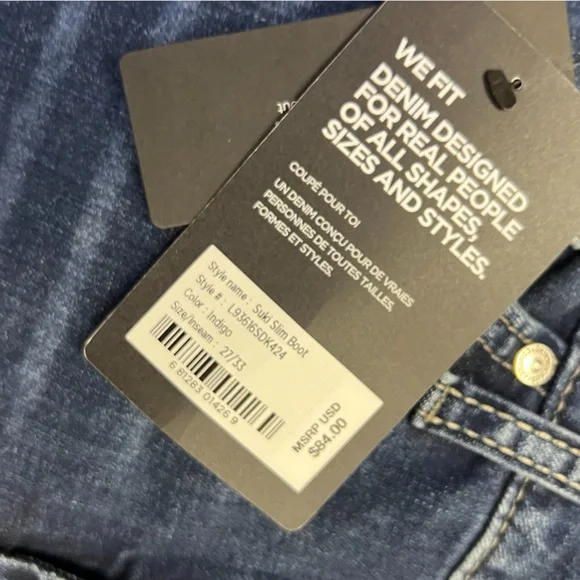 WE FIT
DENIM DESIGNED
FOR REAL PEOPLE
OF ALL SHAPES,
SIZES AND STYLES.
COUPÉ POUR TOI
UN DENIM CONÇU POUR DE VRAIES
PERSONNES DE TOUTES TAILLES,
FORMES ET STYLES.
Style name : Suki Slim Boot
Style # : L93616SDK424
Color : Indigo
Size/inseam : 27/33
6 81283 01426 9
MSRP USD
$84.00